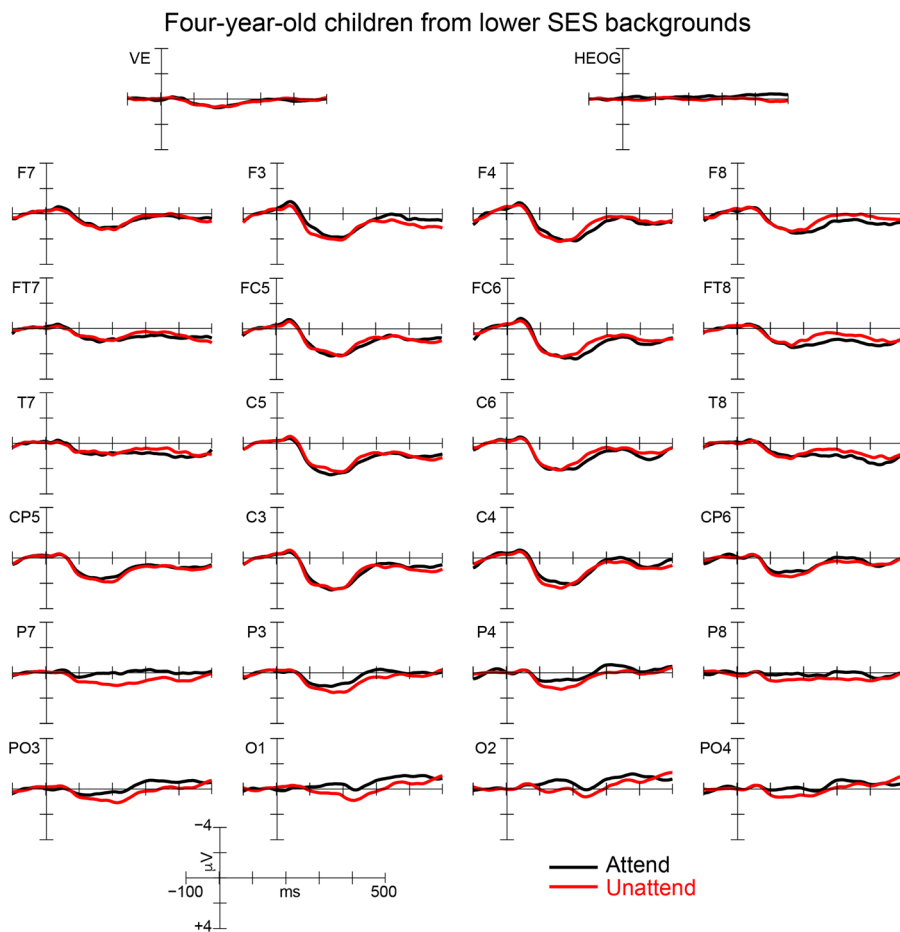 Four-year-old children from lower SES backgrounds
VE HEOG
F7 F3 F4 F8
FT7 FC5 FC6 FT8
T7 C5 C6 T8
CP5 C3 C4 CP6
P7 P3 P4 P8
PO3 O1 O2 PO4
−4
μV
−100 ms 500
+4
Attend
Unattend